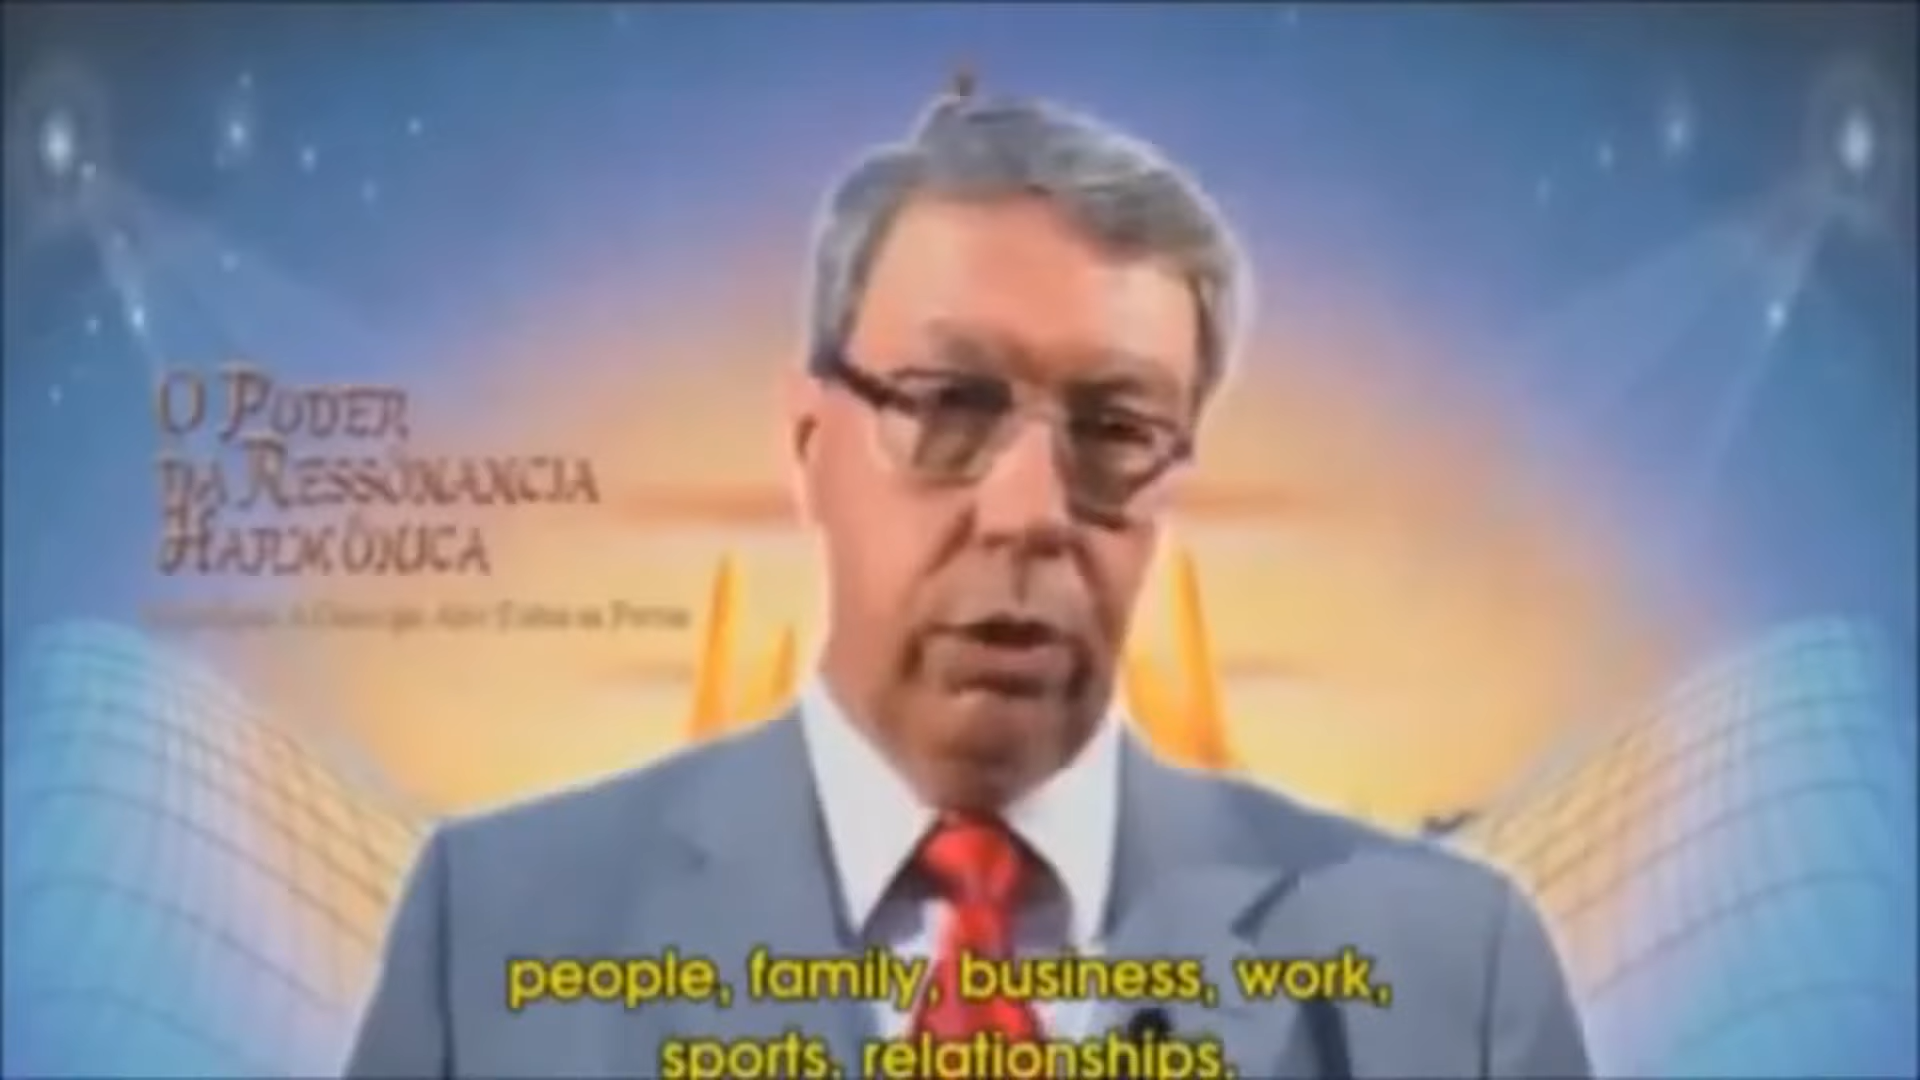 O PODER
DA RESSONANCIA
HARMÔNICA
people, family, business, work,
sports, relationships,